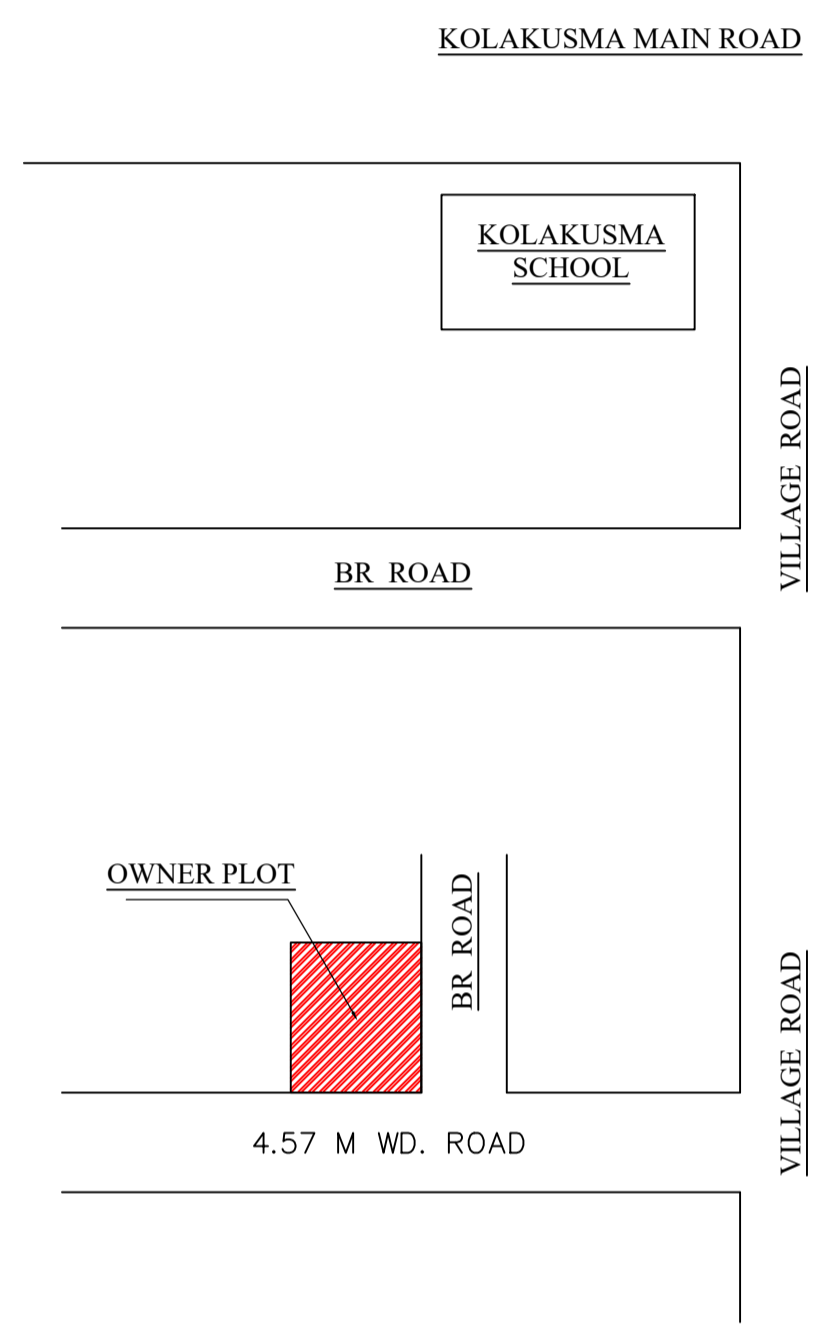 KOLAKUSMA MAIN ROAD
KOLAKUSMA
SCHOOL
VILLAGE ROAD
BR ROAD
OWNER PLOT
BR ROAD
VILLAGE ROAD
4.57 M WD. ROAD